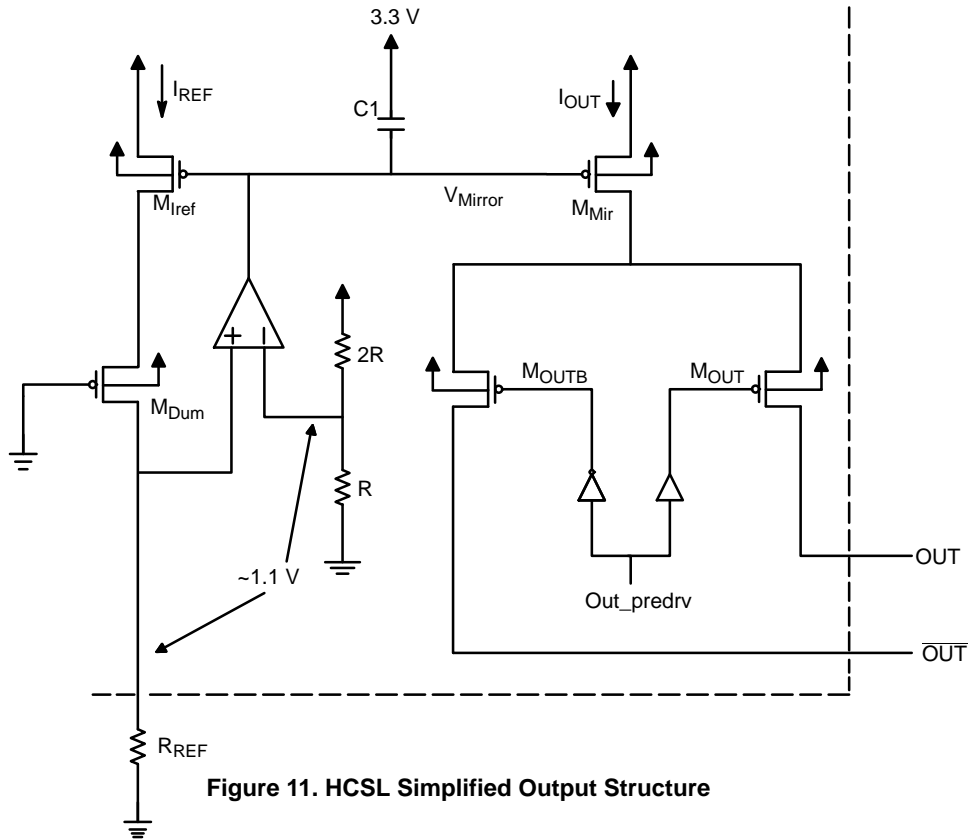 3.3 V
I_REF
C1
I_OUT
M_Iref
V_Mirror
M_Mir
+
−
2R
M_OUTB
M_OUT
M_Dum
R
~1.1 V
Out_predrv
OUT
O̅U̅T̅
R_REF
Figure 11. HCSL Simplified Output Structure